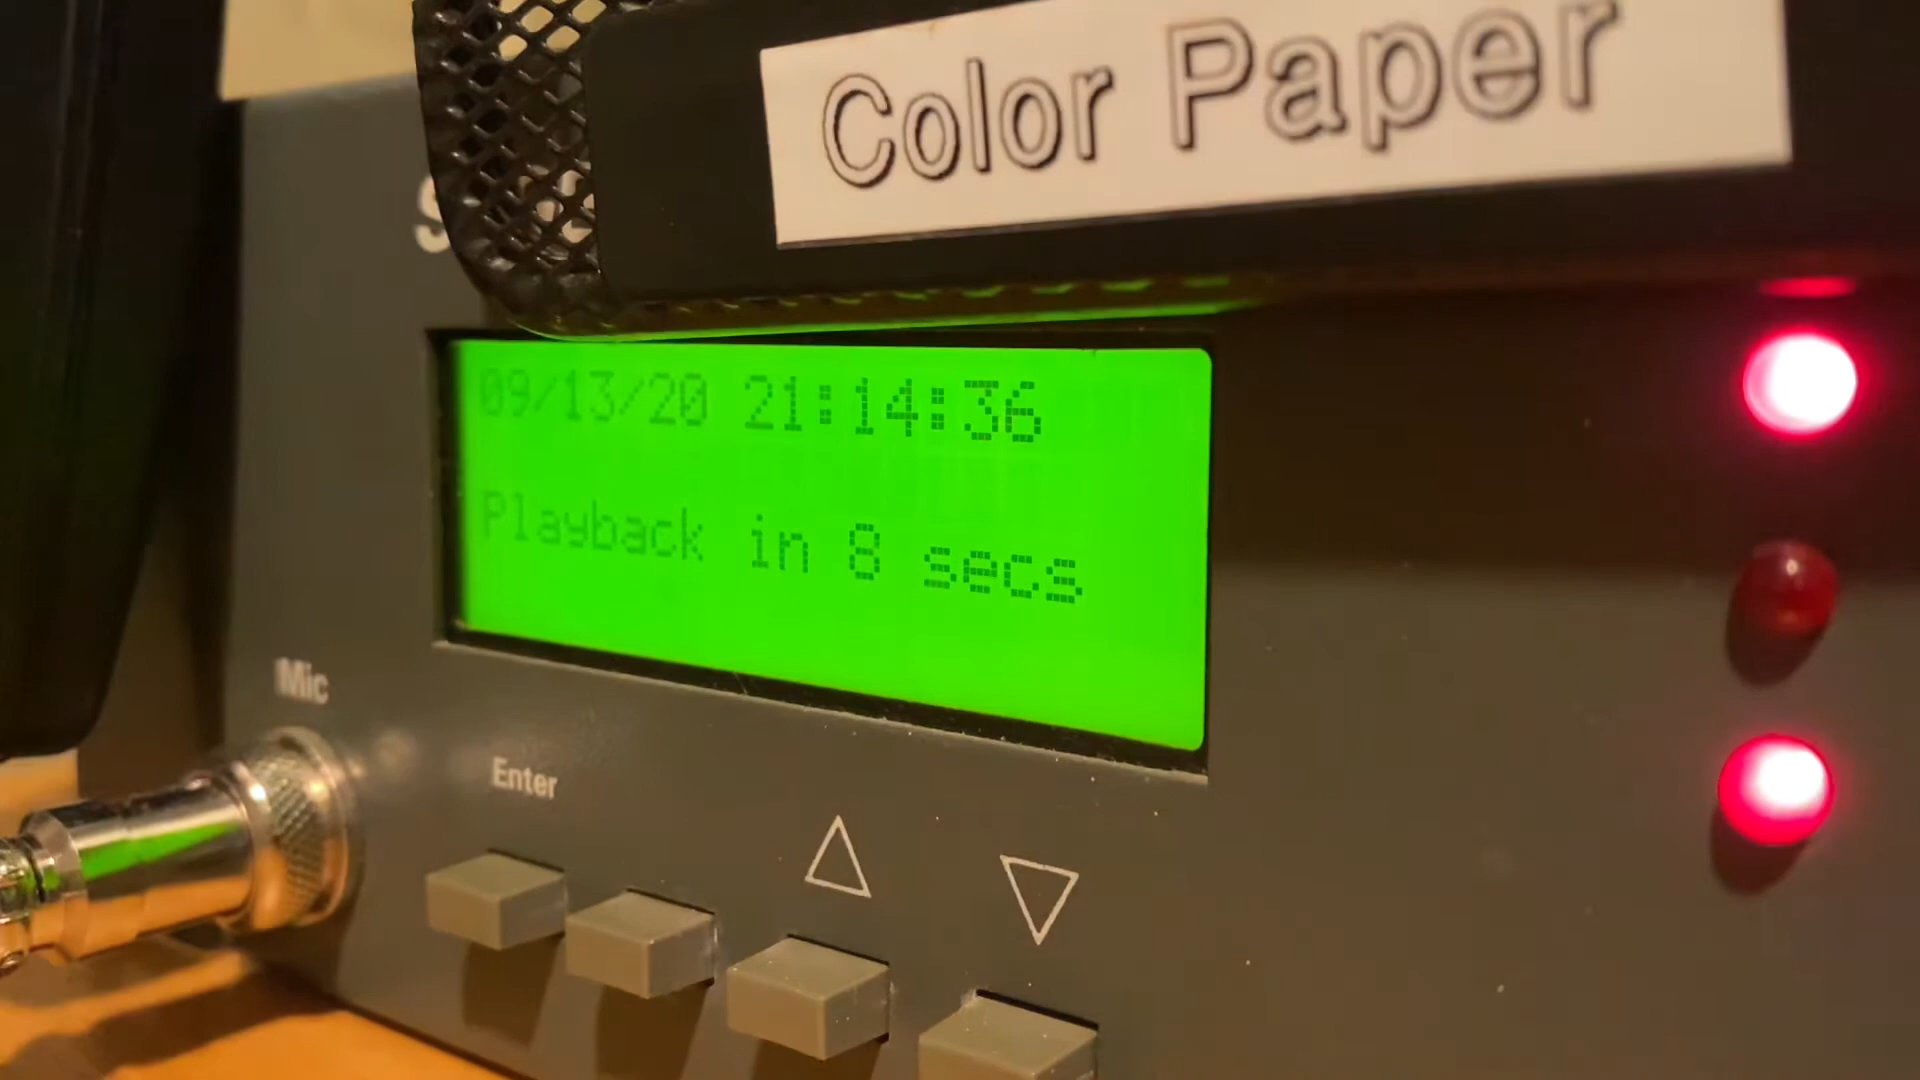 Color Paper
09/13/20 21:14:36
Playback in 8 secs
Mic
Enter